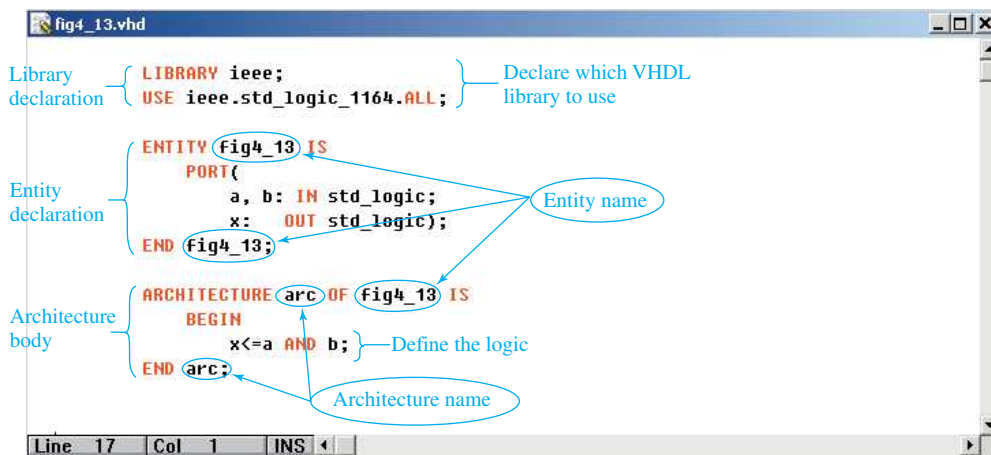 fig4_13.vhd
Library declaration
LIBRARY ieee;
USE ieee.std_logic_1164.ALL;
Declare which VHDL library to use
Entity declaration
ENTITY fig4_13 IS
PORT(
a, b: IN std_logic;
x: OUT std_logic);
END fig4_13;
Entity name
Architecture body
ARCHITECTURE arc OF fig4_13 IS
BEGIN
x<=a AND b;
Define the logic
END arc;
Architecture name
Line 17 Col 1 INS